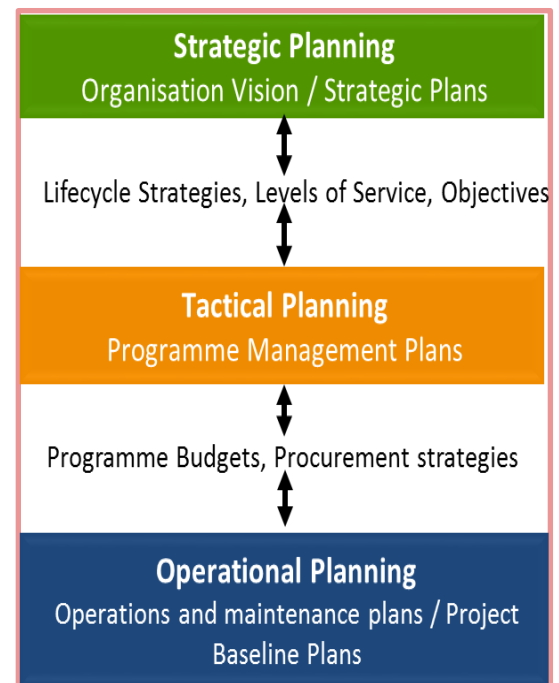 Strategic Planning
Organisation Vision / Strategic Plans
Lifecycle Strategies, Levels of Service, Objectives
Tactical Planning
Programme Management Plans
Programme Budgets, Procurement strategies
Operational Planning
Operations and maintenance plans / Project
Baseline Plans